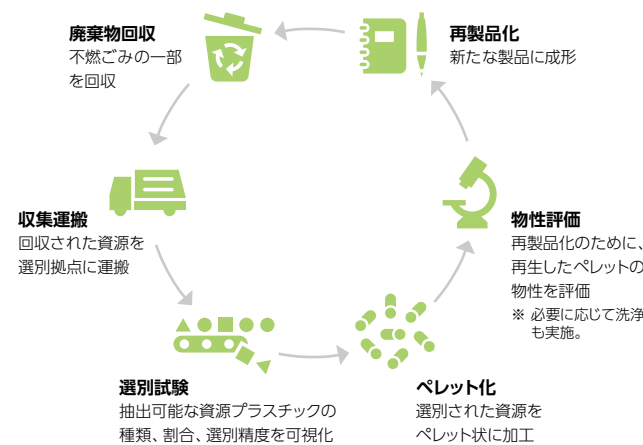 廃棄物回収
不燃ごみの一部
を回収
収集運搬
回収された資源を
選別拠点に運搬
選別試験
抽出可能な資源プラスチックの
種類、割合、選別精度を可視化
ペレット化
選別された資源を
ペレット状に加工
物性評価
再製品化のために、
再生したペレットの
物性を評価
※ 必要に応じて洗浄
も実施。
再製品化
新たな製品に成形